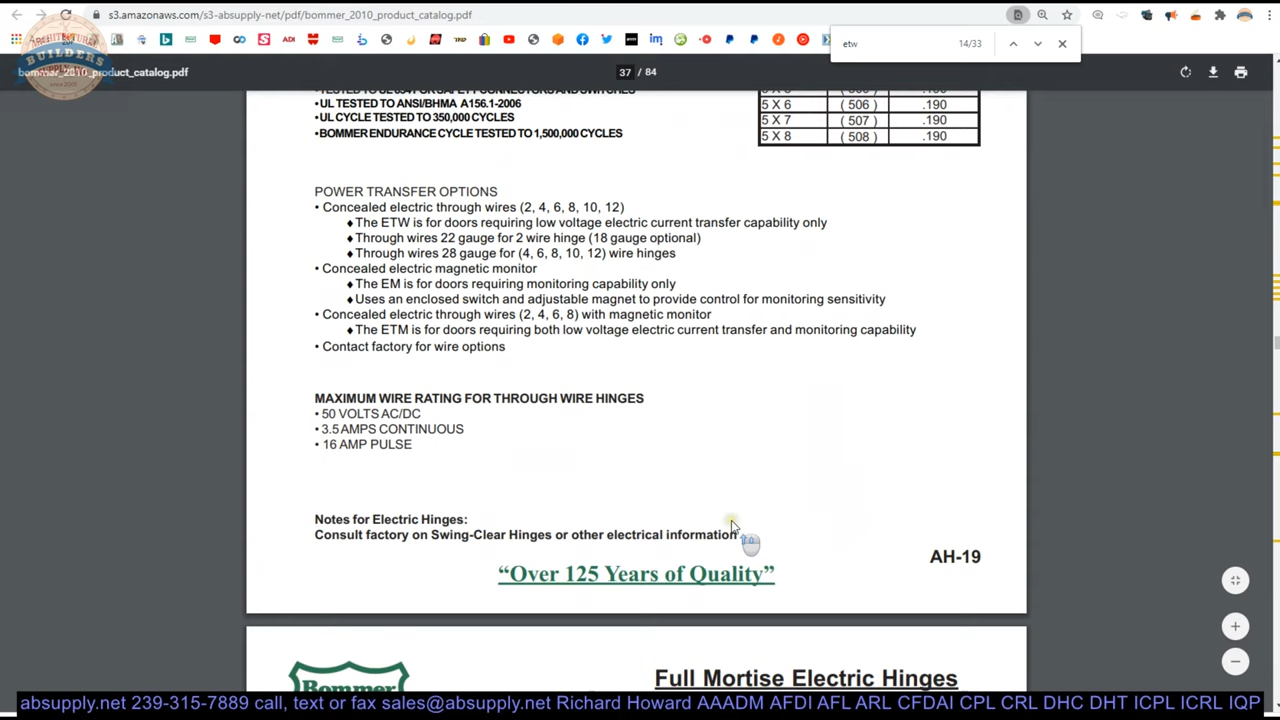 s3.amazonaws.com/s3-absupply-net/pdf/bommer_2010_product_catalog.pdf
etw
14/33
ARCHITECTURAL
BUILDERS
bommer_2010_product_catalog.pdf
37 / 84
•UL TESTED TO ANSI/BHMA A156.1-2006
•UL CYCLE TESTED TO 350,000 CYCLES
•BOMMER ENDURANCE CYCLE TESTED TO 1,500,000 CYCLES
5 X 6 ( 506 ) .190
5 X 7 ( 507 ) .190
5 X 8 ( 508 ) .190
POWER TRANSFER OPTIONS
• Concealed electric through wires (2, 4, 6, 8, 10, 12)
♦The ETW is for doors requiring low voltage electric current transfer capability only
♦Through wires 22 gauge for 2 wire hinge (18 gauge optional)
♦Through wires 28 gauge for (4, 6, 8, 10, 12) wire hinges
• Concealed electric magnetic monitor
♦The EM is for doors requiring monitoring capability only
♦Uses an enclosed switch and adjustable magnet to provide control for monitoring sensitivity
• Concealed electric through wires (2, 4, 6, 8) with magnetic monitor
♦The ETM is for doors requiring both low voltage electric current transfer and monitoring capability
• Contact factory for wire options
MAXIMUM WIRE RATING FOR THROUGH WIRE HINGES
• 50 VOLTS AC/DC
• 3.5 AMPS CONTINUOUS
• 16 AMP PULSE
Notes for Electric Hinges:
Consult factory on Swing-Clear Hinges or other electrical information
AH-19
“Over 125 Years of Quality”
Bommer
Full Mortise Electric Hinges
absupply.net 239-315-7889 call, text or fax sales@absupply.net Richard Howard AAADM AFDI AFL ARL CFDAI CPL CRL DHC DHT ICPL ICRL IQP